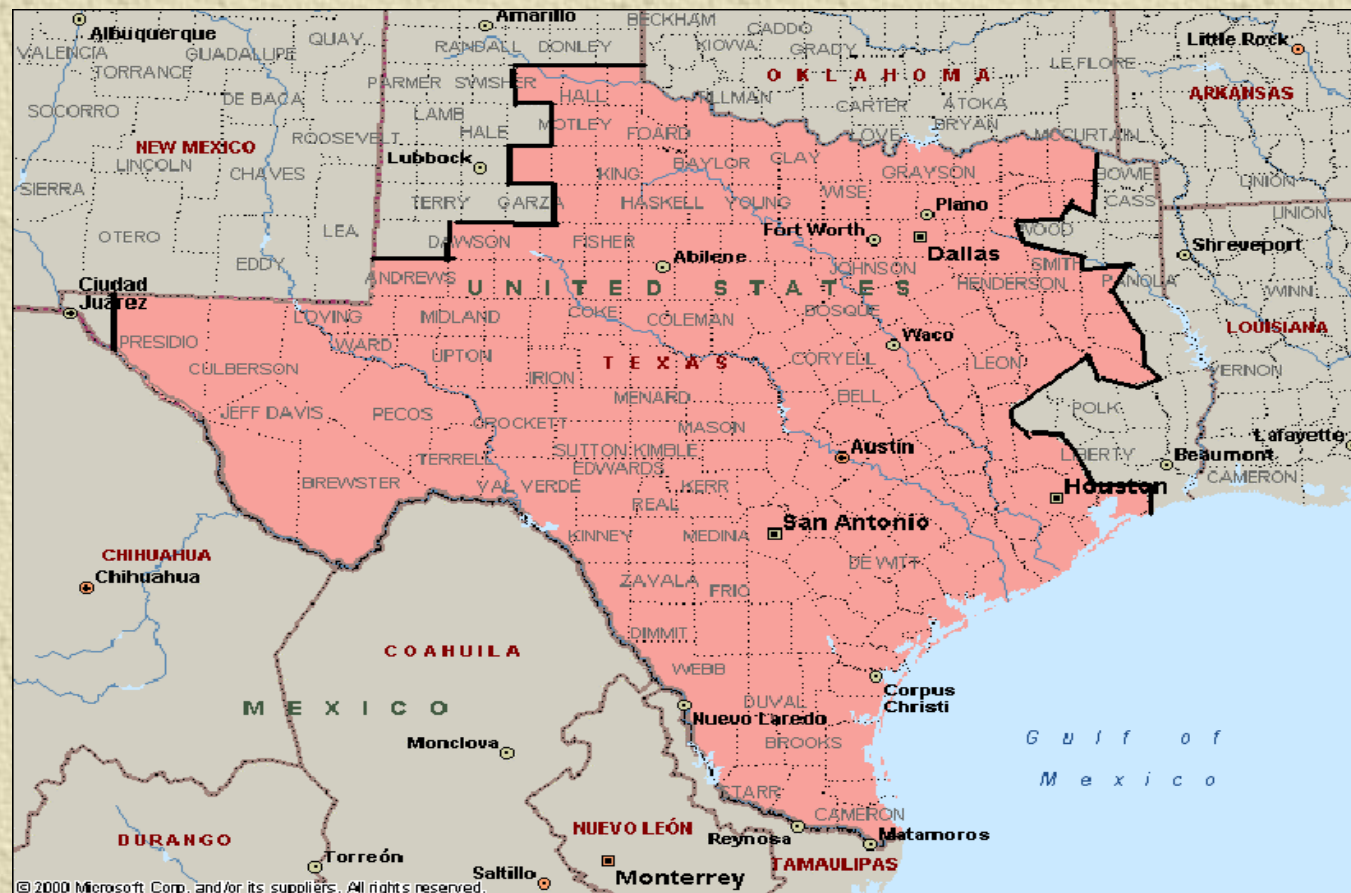 Albuquerque
Amarillo
BECKHAM
CADDO
QUAY
VALENCIA
GUADALUPE
RANDALL DONLEY
KIOWA
GRADY
Little Rock
TORRANCE
LE FLORE
PARMER SWISHER
OKLAHOMA
ARKANSAS
DE BACA
HALL
CARTER
ATOKA
SOCORRO
LAMB
MOTLEY
FOARD
LOVE
BRYAN
MCCURTAIN
ROOSEVELT
HALE
NEW MEXICO
Lubbock
BAYLOR
CLAY
LINCOLN
CHAVES
KING
GRAYSON
BOWIE
UNION
SIERRA
TERRY
GARZA
HASKELL
YOUNG
WISE
Plano
CASS
UNION
OTERO
LEA
DAWSON
FISHER
Fort Worth
Dallas
WOOD
Shreveport
EDDY
ANDREWS
Abilene
JOHNSON
SMITH
PANOLA
Ciudad
Juárez
UNITED STATES
HENDERSON
WINN
LOVING
MIDLAND
COKE
COLEMAN
BOSQUE
LOUISIANA
PRESIDIO
WARD
UPTON
Waco
CULBERSON
IRION
TEXAS
CORYELL
LEON
VERNON
MENARD
BELL
JEFF DAVIS
PECOS
CROCKETT
MASON
POLK
SUTTON KIMBLE
Austin
LIBERTY
Lafayette
TERRELL
EDWARDS
Beaumont
BREWSTER
VAL VERDE
KERR
Houston
CAMERON
REAL
San Antonio
KINNEY
MEDINA
CHIHUAHUA
DE WITT
Chihuahua
ZAVALA
FRIO
DIMMIT
COAHUILA
WEBB
Corpus
Christi
MEXICO
DUVAL
Nuevo Laredo
Gulf of
Mexico
Monclova
BROOKS
STARR
CAMERON
NUEVO LEÓN
Reynosa
Matamoros
DURANGO
Torreón
TAMAULIPAS
Saltillo
Monterrey
© 2000 Microsoft Corp. and/or its suppliers. All rights reserved.